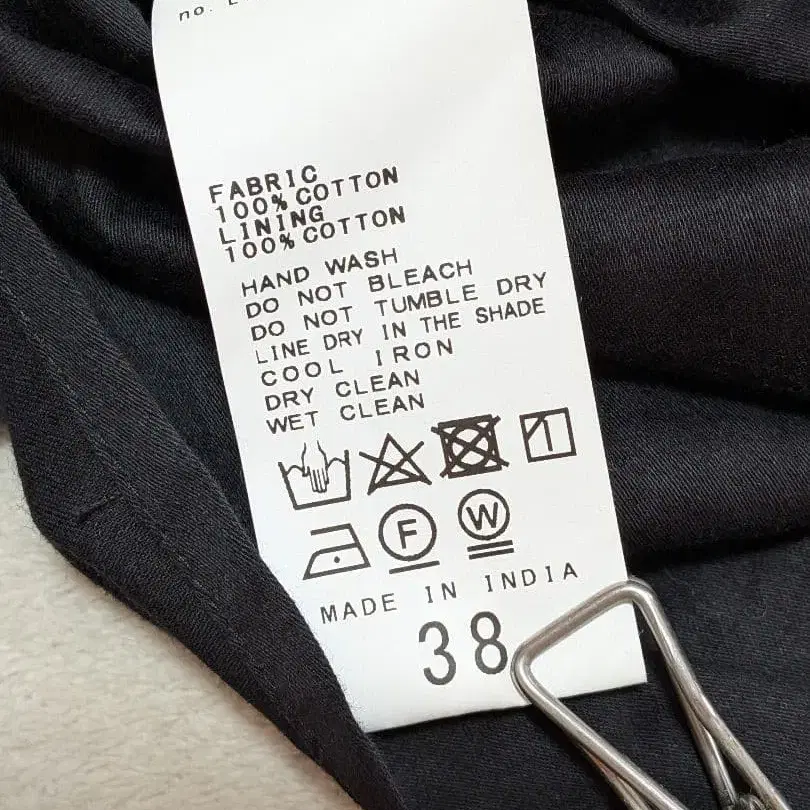 no.
FABRIC
100% COTTON
LINING
100% COTTON
HAND WASH
DO NOT BLEACH
DO NOT TUMBLE DRY
LINE DRY IN THE SHADE
COOL IRON
DRY CLEAN
WET CLEAN
F W
MADE IN INDIA
38